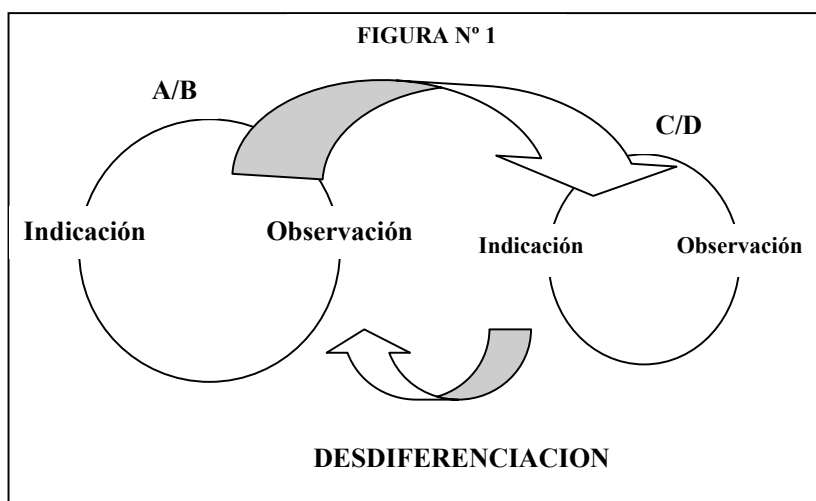 FIGURA Nº 1
A/B
C/D
Indicación
Observación
Indicación
Observación
DESDIFERENCIACION